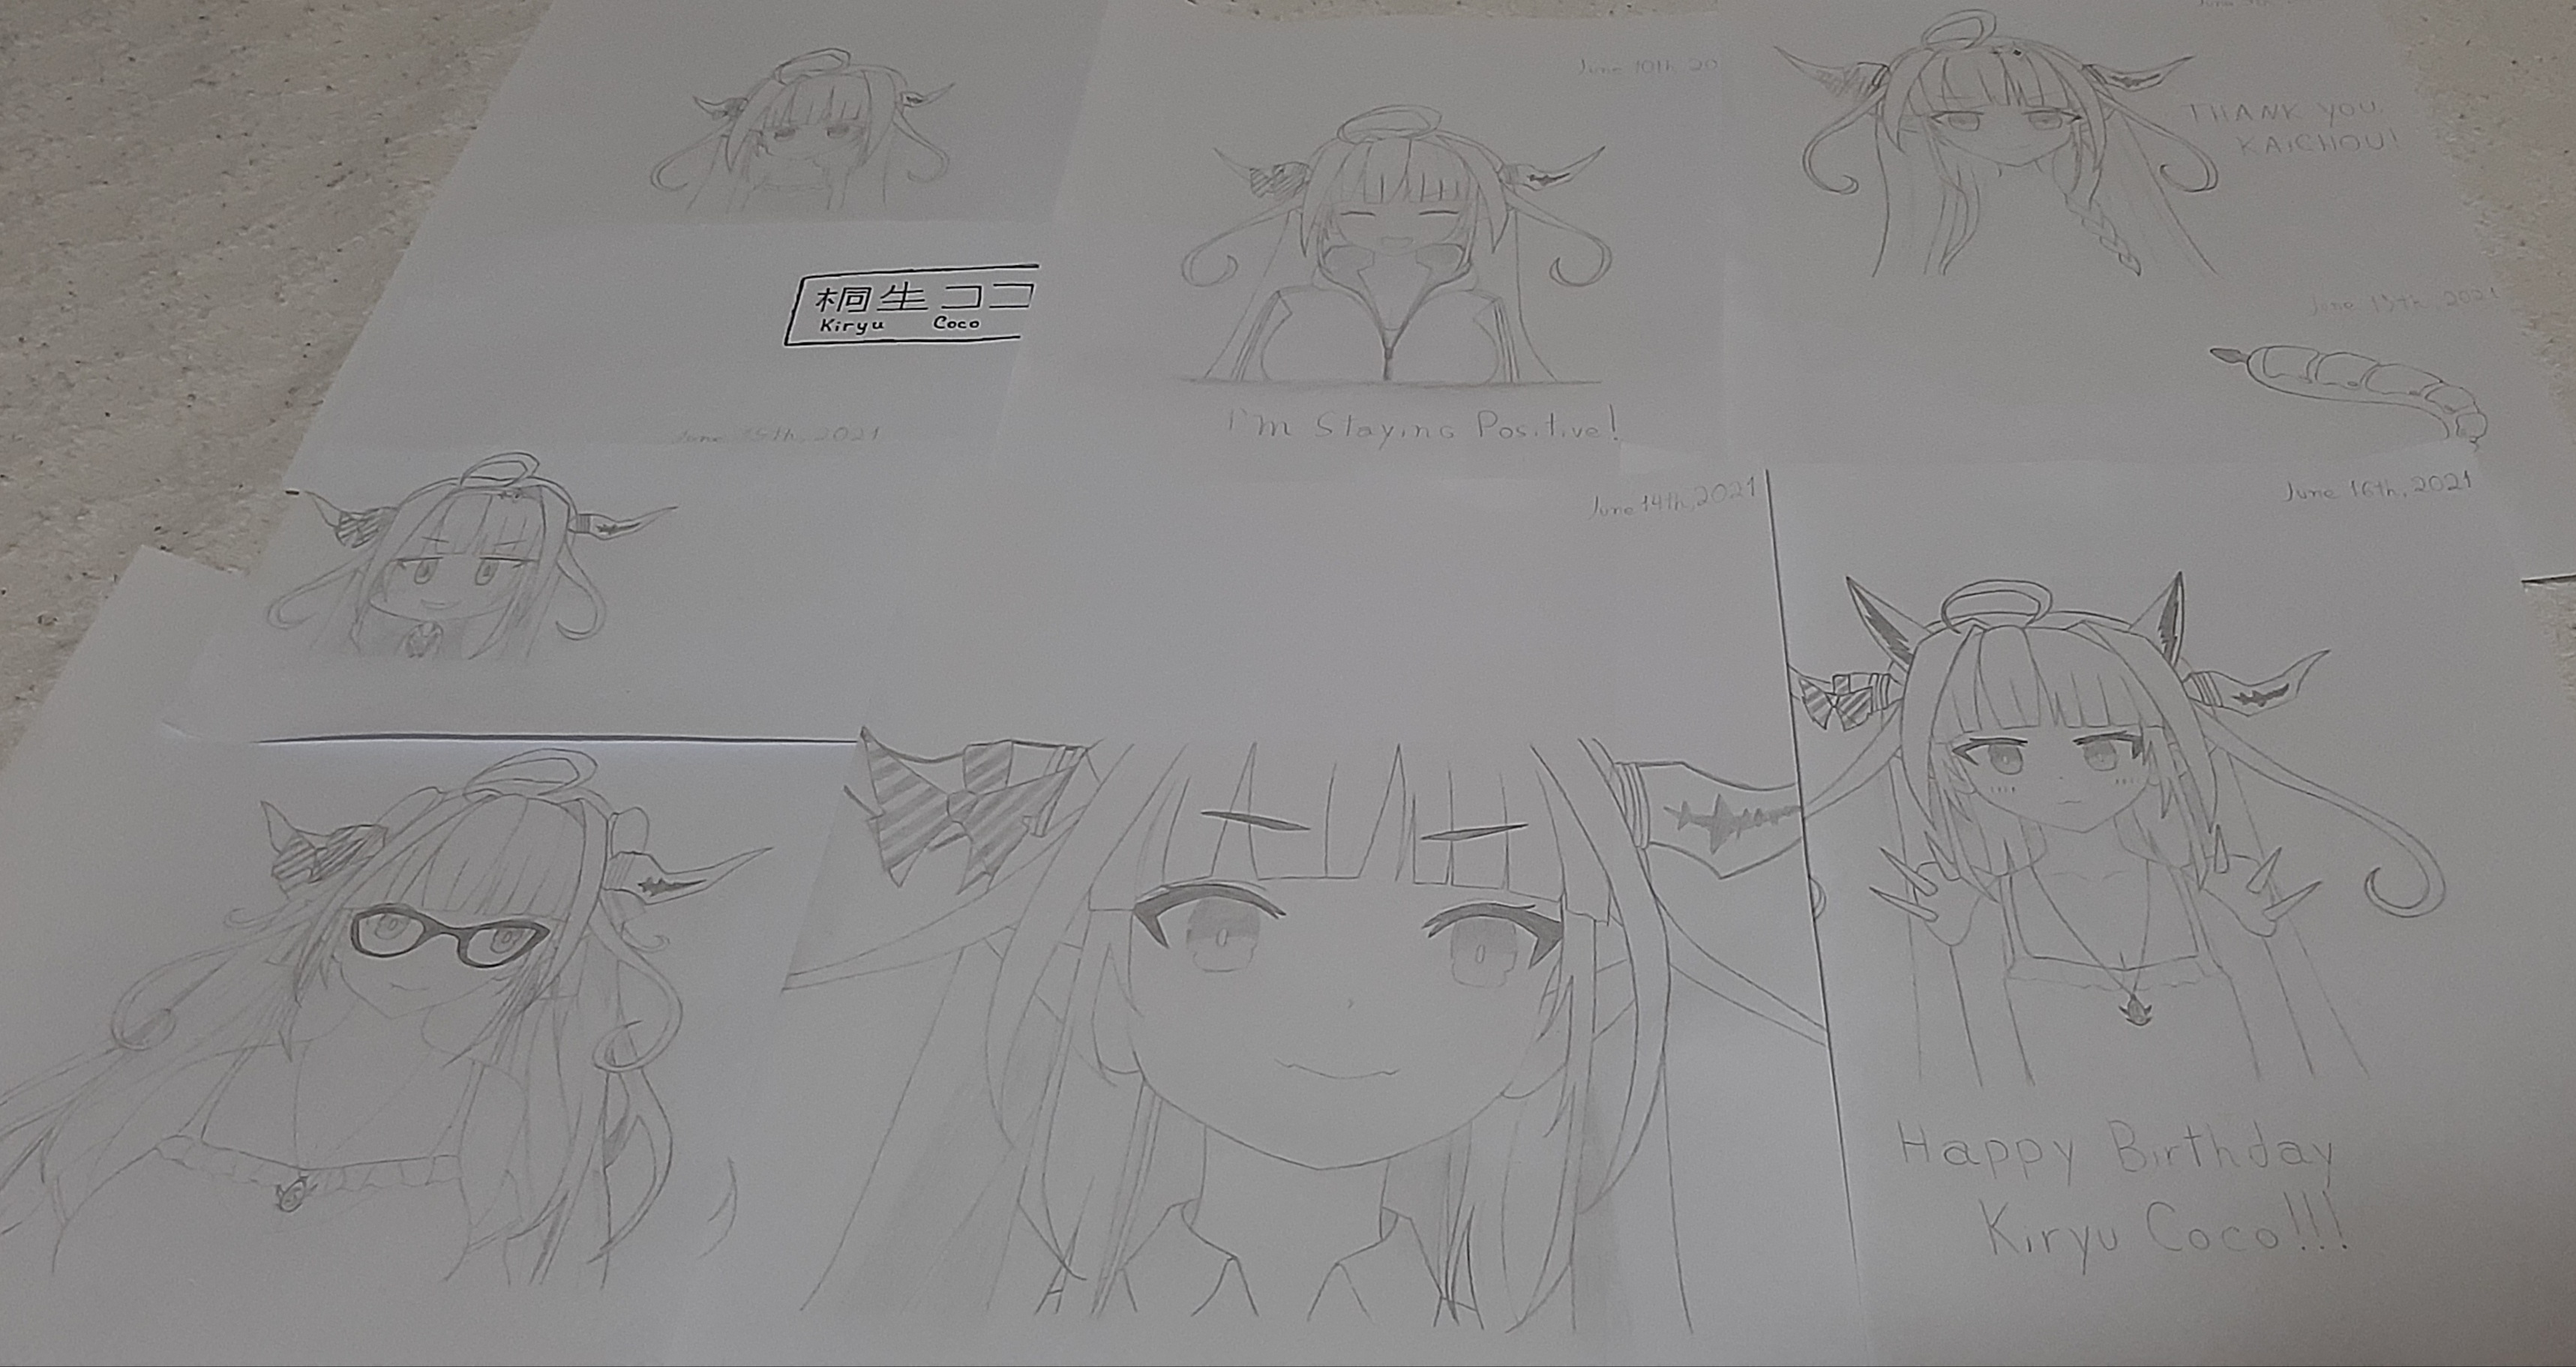 June 10th, 20
THANK YOU
KAICHOU!
桐生ココ
Kiryu Coco
June 15th, 2021
I'm Staying Positive!
June 13th, 2021
June 14th, 2021
June 16th, 2021
Happy Birthday
Kiryu Coco!!!